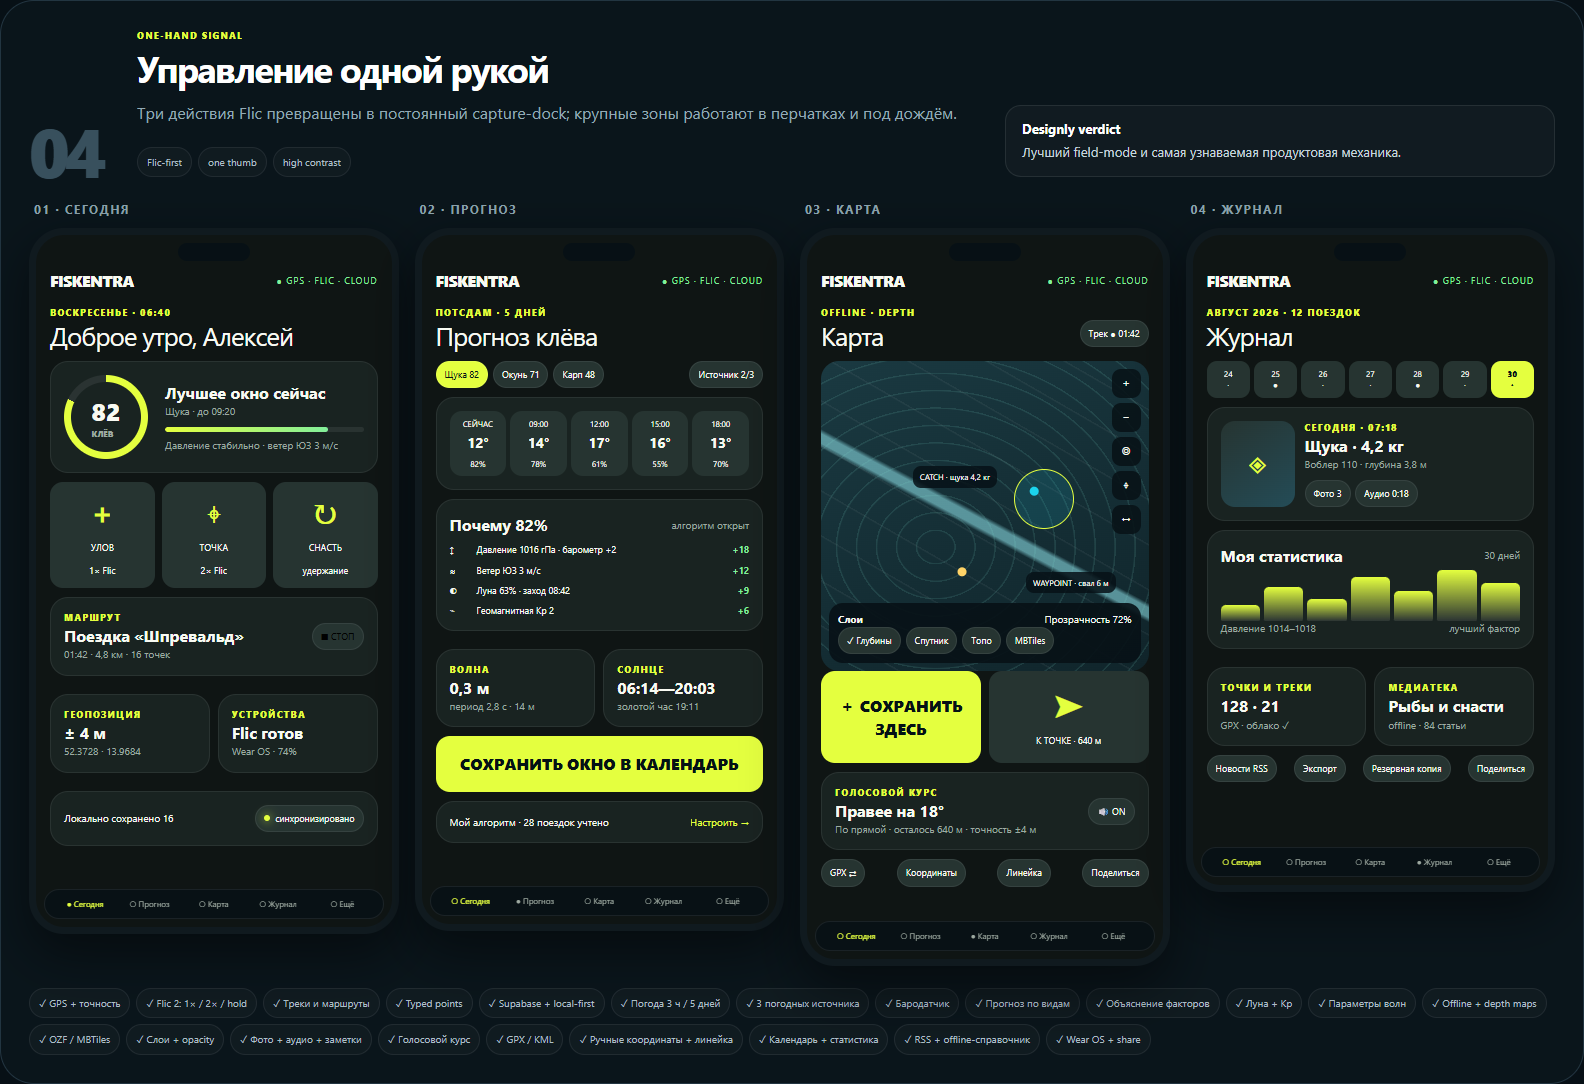 ONE-HAND SIGNAL
Управление одной рукой
Три действия Flic превращены в постоянный capture-dock; крупные зоны работают в перчатках и под дождём.
04
Flic-first
one thumb
high contrast
Designly verdict
Лучший field-mode и самая узнаваемая продуктовая механика.
01 · СЕГОДНЯ
FISKENTRA
● GPS · FLIC · CLOUD
ВОСКРЕСЕНЬЕ · 06:40
Доброе утро, Алексей
82
КЛЁВ
Лучшее окно сейчас
Щука · до 09:20
Давление стабильно · ветер ЮЗ 3 м/с
+
УЛОВ
1× Flic
⌖
ТОЧКА
2× Flic
↻
СНАСТЬ
удержание
МАРШРУТ
Поездка «Шпревальд»
01:42 · 4,8 км · 16 точек
■ СТОП
ГЕОПОЗИЦИЯ
± 4 м
52.3728 · 13.9684
УСТРОЙСТВА
Flic готов
Wear OS · 74%
Локально сохранено 16
● синхронизировано
● Сегодня
○ Прогноз
○ Карта
○ Журнал
○ Ещё
02 · ПРОГНОЗ
FISKENTRA
● GPS · FLIC · CLOUD
ПОТСДАМ · 5 ДНЕЙ
Прогноз клёва
Щука 82
Окунь 71
Карп 48
Источник 2/3
СЕЙЧАС
12°
82%
09:00
14°
78%
12:00
17°
61%
15:00
16°
55%
18:00
13°
70%
Почему 82%
алгоритм открыт
↕ Давление 1016 гПа · барометр +2 +18
≈ Ветер ЮЗ 3 м/с +12
◐ Луна 63% · заход 08:42 +9
~ Геомагнитная Кр 2 +6
ВОЛНА
0,3 м
период 2,8 с · 14 м
СОЛНЦЕ
06:14—20:03
золотой час 19:11
СОХРАНИТЬ ОКНО В КАЛЕНДАРЬ
Мой алгоритм · 28 поездок учтено
Настроить →
○ Сегодня
● Прогноз
○ Карта
○ Журнал
○ Ещё
03 · КАРТА
FISKENTRA
● GPS · FLIC · CLOUD
OFFLINE · DEPTH
Карта
Трек ● 01:42
+
−
◎
⌖
↔
CATCH · щука 4,2 кг
WAYPOINT · свал 6 м
Слои
Прозрачность 72%
✓ Глубины
Спутник
Топо
MBTiles
+ СОХРАНИТЬ
ЗДЕСЬ
➤
К ТОЧКЕ · 640 м
ГОЛОСОВОЙ КУРС
Правее на 18°
По прямой · осталось 640 м · точность ±4 м
🔊 ON
GPX ⇄
Координаты
Линейка
Поделиться
○ Сегодня
○ Прогноз
● Карта
○ Журнал
○ Ещё
04 · ЖУРНАЛ
FISKENTRA
● GPS · FLIC · CLOUD
АВГУСТ 2026 · 12 ПОЕЗДОК
Журнал
24
·
25
●
26
·
27
·
28
●
29
·
30
·
◈
СЕГОДНЯ · 07:18
Щука · 4,2 кг
Воблер 110 · глубина 3,8 м
Фото 3
Аудио 0:18
Моя статистика
30 дней
Давление 1014–1018
лучший фактор
ТОЧКИ И ТРЕКИ
128 · 21
GPX · облако ✓
МЕДИАТЕКА
Рыбы и снасти
offline · 84 статьи
Новости RSS
Экспорт
Резервная копия
Поделиться
○ Сегодня
○ Прогноз
○ Карта
● Журнал
○ Ещё
✓ GPS + точность
✓ Flic 2: 1× / 2× / hold
✓ Треки и маршруты
✓ Typed points
✓ Supabase + local-first
✓ Погода 3 ч / 5 дней
✓ 3 погодных источника
✓ Бародатчик
✓ Прогноз по видам
✓ Объяснение факторов
✓ Луна + Кр
✓ Параметры волн
✓ Offline + depth maps
✓ OZF / MBTiles
✓ Слои + opacity
✓ Фото + аудио + заметки
✓ Голосовой курс
✓ GPX / KML
✓ Ручные координаты + линейка
✓ Календарь + статистика
✓ RSS + offline-справочник
✓ Wear OS + share